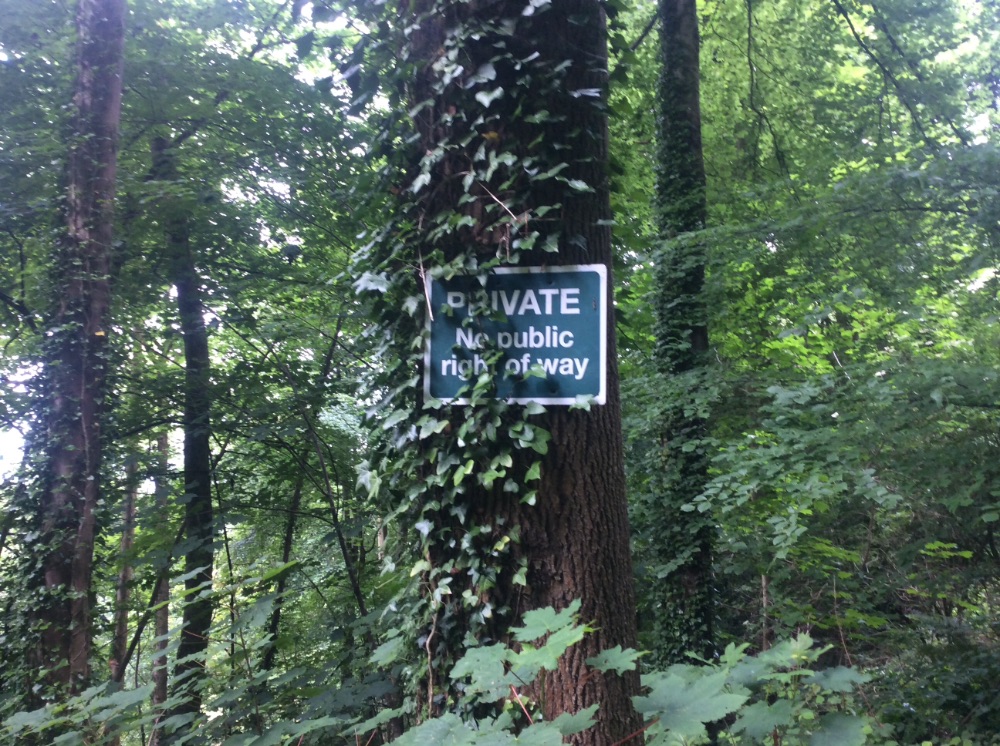 PRIVATE
No public
right of way